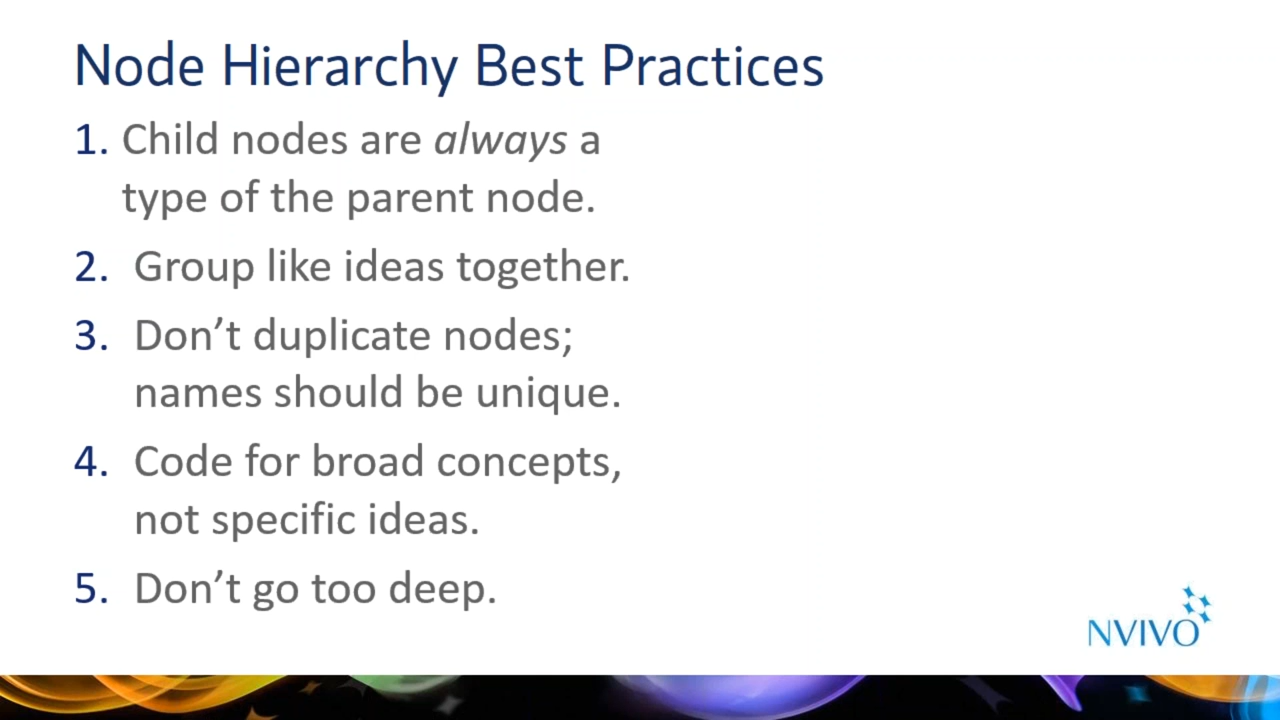 Node Hierarchy Best Practices
1. Child nodes are always a
type of the parent node.
2. Group like ideas together.
3. Don’t duplicate nodes;
names should be unique.
4. Code for broad concepts,
not specific ideas.
5. Don’t go too deep.
NVIVO